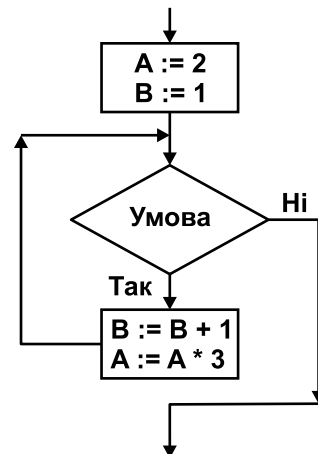 A := 2
B := 1
Умова
Ні
Так
B := B + 1
A := A * 3